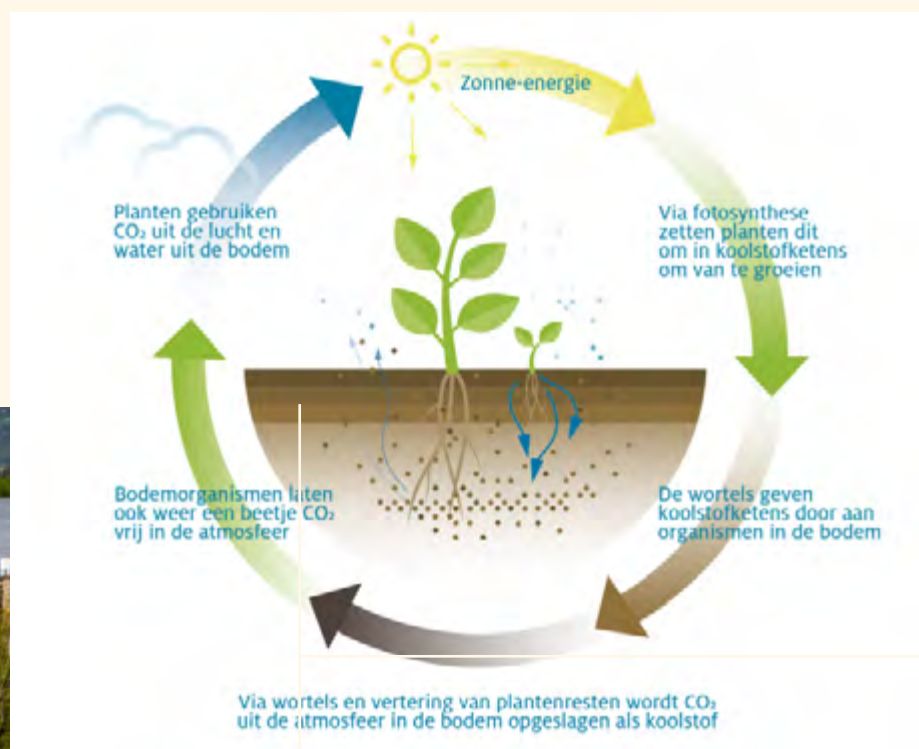 Zonne-energie
Planten gebruiken
CO₂ uit de lucht en
water uit de bodem
Via fotosynthese
zetten planten dit
om in koolstofketens
om van te groeien
Bodemorganismen laten
ook weer een beetje CO₂
vrij in de atmosfeer
De wortels geven
koolstofketens door aan
organismen in de bodem
Via wortels en vertering van plantenresten wordt CO₂
uit de atmosfeer in de bodem opgeslagen als koolstof